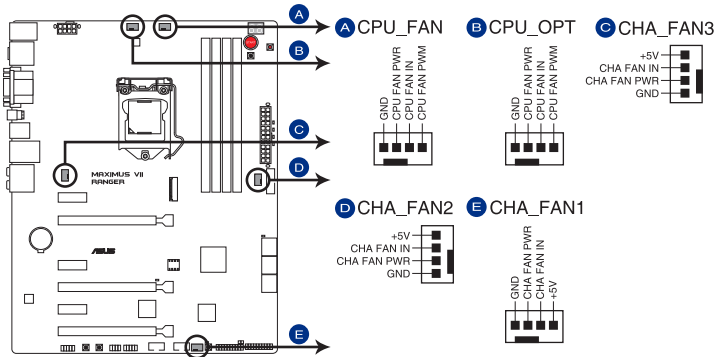 A
B
C
D
E
MAXIMUS VII
RANGER
ASUS
A CPU_FAN
GND
CPU FAN PWR
CPU FAN IN
CPU FAN PWM
B CPU_OPT
GND
CPU FAN PWR
CPU FAN IN
CPU FAN PWM
C CHA_FAN3
+5V
CHA FAN IN
CHA FAN PWR
GND
D CHA_FAN2
+5V
CHA FAN IN
CHA FAN PWR
GND
E CHA_FAN1
GND
CHA FAN PWR
CHA FAN IN
+5V